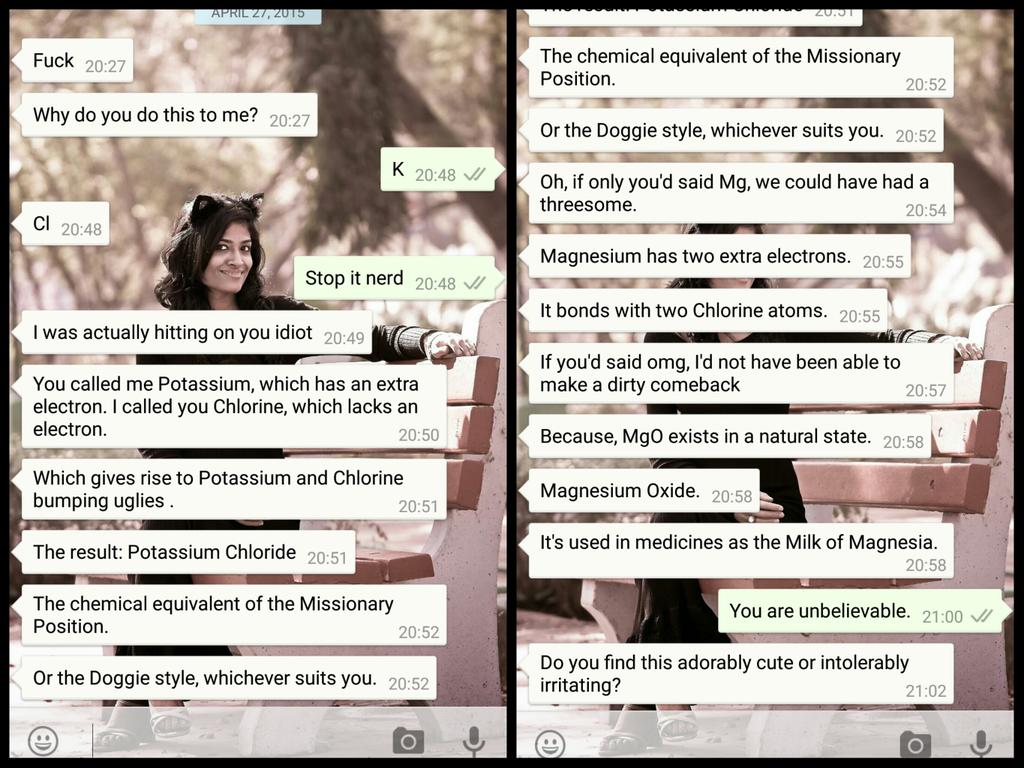 APRIL 27, 2015
Fuck 20:27
Why do you do this to me? 20:27
K 20:48
Cl 20:48
Stop it nerd 20:48
I was actually hitting on you idiot 20:49
You called me Potassium, which has an extra
electron. I called you Chlorine, which lacks an
electron. 20:50
Which gives rise to Potassium and Chlorine
bumping uglies . 20:51
The result: Potassium Chloride 20:51
The chemical equivalent of the Missionary
Position. 20:52
Or the Doggie style, whichever suits you. 20:52
The result: Potassium Chloride 20:51
The chemical equivalent of the Missionary
Position. 20:52
Or the Doggie style, whichever suits you. 20:52
Oh, if only you'd said Mg, we could have had a
threesome. 20:54
Magnesium has two extra electrons. 20:55
It bonds with two Chlorine atoms. 20:55
If you'd said omg, I'd not have been able to
make a dirty comeback 20:57
Because, MgO exists in a natural state. 20:58
Magnesium Oxide. 20:58
It's used in medicines as the Milk of Magnesia.
20:58
You are unbelievable. 21:00
Do you find this adorably cute or intolerably
irritating? 21:02